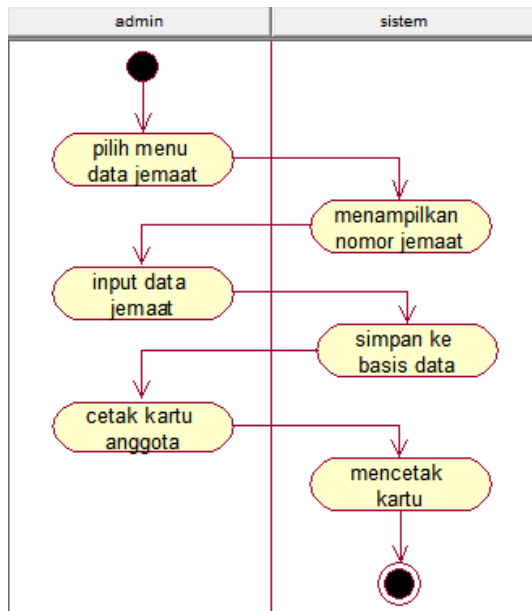 admin
sistem
pilih menu
data jemaat
menampilkan
nomor jemaat
input data
jemaat
simpan ke
basis data
cetak kartu
anggota
mencetak
kartu